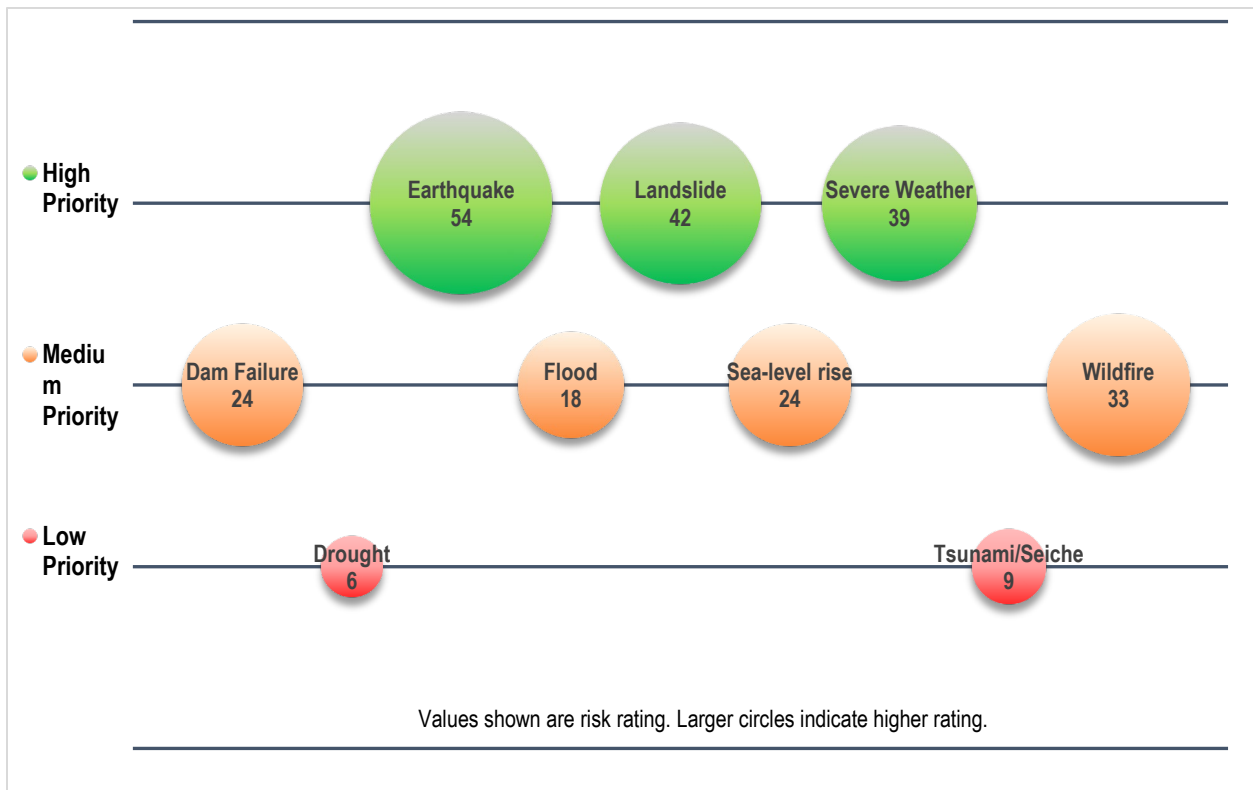 High
Priority
Earthquake
54
Landslide
42
Severe Weather
39
Mediu
m
Priority
Dam Failure
24
Flood
18
Sea-level rise
24
Wildfire
33
Low
Priority
Drought
6
Tsunami/Seiche
9
Values shown are risk rating. Larger circles indicate higher rating.